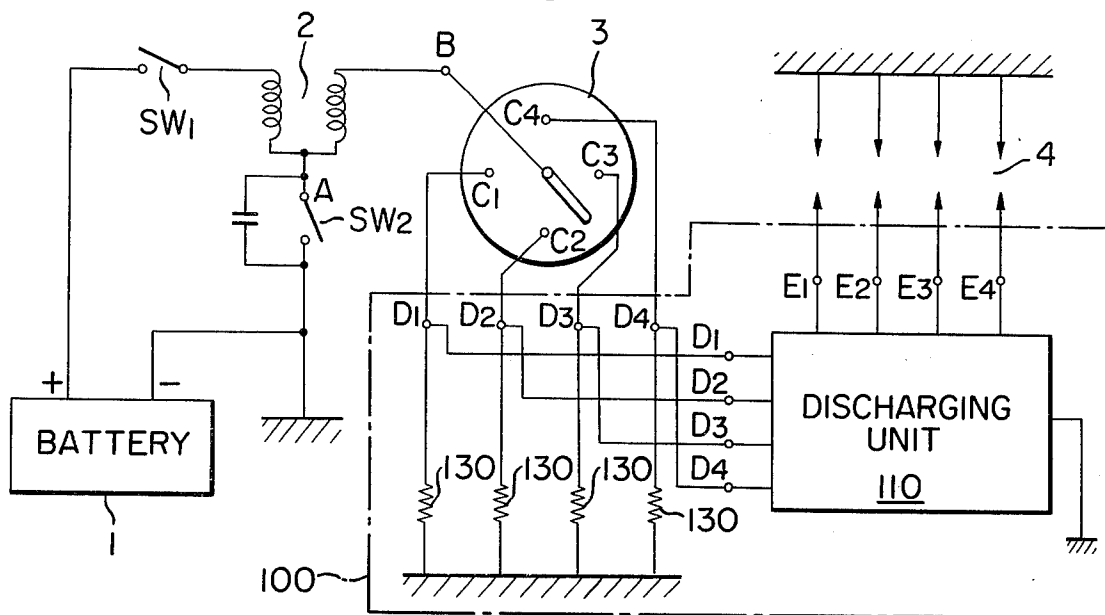 2
B
3
SW1
C4
C3
C1
C2
A
SW2
4
E1 E2 E3 E4
D1 D2 D3 D4
D1
D2
D3
D4
+ −
BATTERY
DISCHARGING
UNIT
110
130 130 130
130
1
100